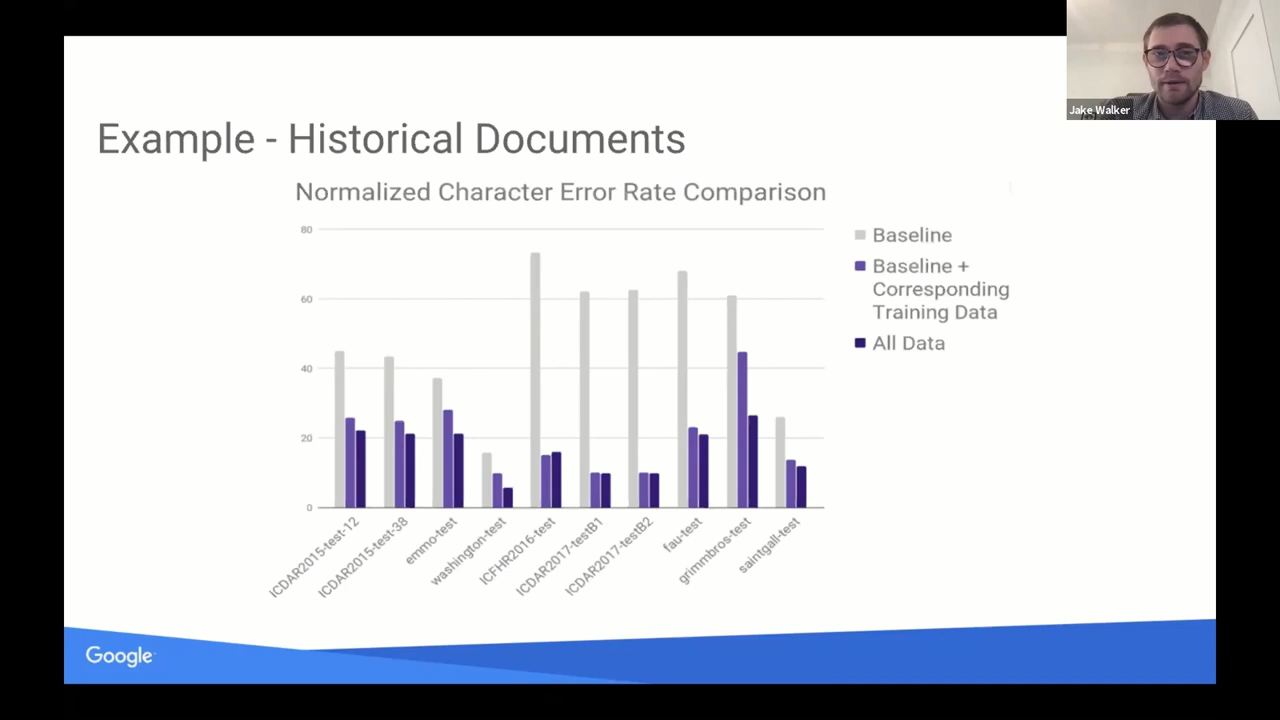 Jake Walker
Example - Historical Documents
Normalized Character Error Rate Comparison
80
60
40
20
0
ICDAR2015-test-12
ICDAR2015-test-38
emmo-test
washington-test
ICFHR2016-test
ICDAR2017-testB1
ICDAR2017-testB2
fau-test
grimmbros-test
saintgall-test
Baseline
Baseline +
Corresponding
Training Data
All Data
Google